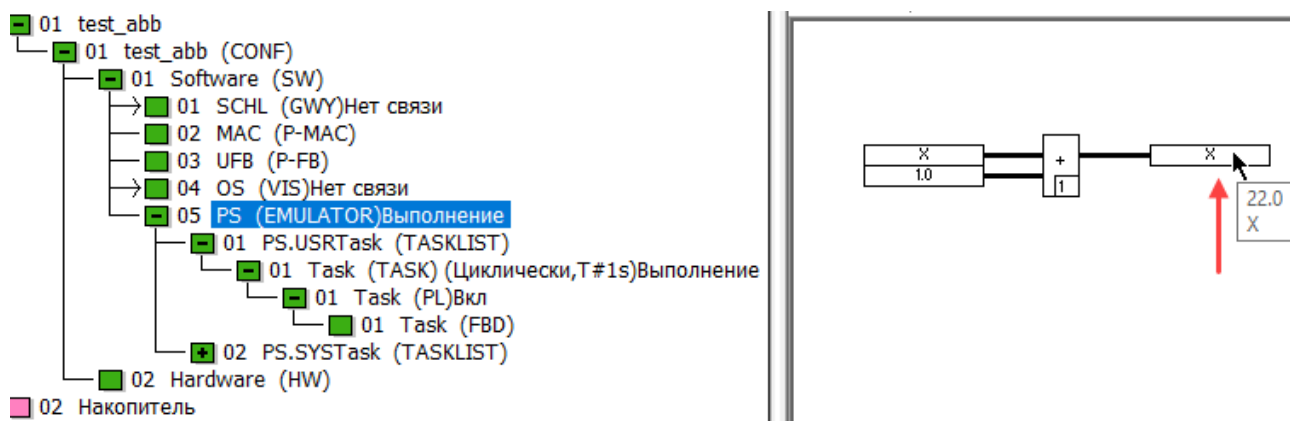 01 test_abb
01 test_abb (CONF)
01 Software (SW)
01 SCHL (GWY)Нет связи
02 MAC (P-MAC)
03 UFB (P-FB)
04 OS (VIS)Нет связи
05 PS (EMULATOR)Выполнение
01 PS.USRTask (TASKLIST)
01 Task (TASK) (Циклически,T#1s)Выполнение
01 Task (PL)Вкл
01 Task (FBD)
02 PS.SYSTask (TASKLIST)
02 Hardware (HW)
02 Накопитель
X
1.0
+
1
X
22.0
X